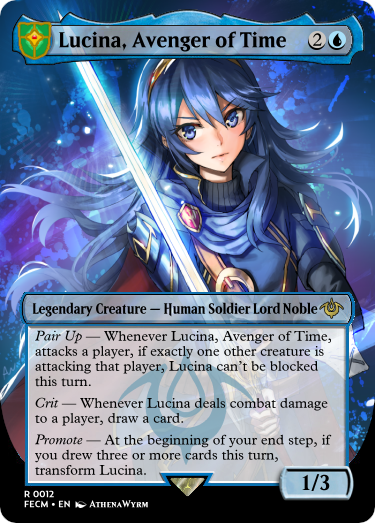 Lucina, Avenger of Time 2
Legendary Creature — Human Soldier Lord Noble
Pair Up — Whenever Lucina, Avenger of Time,
attacks a player, if exactly one other creature is
attacking that player, Lucina can't be blocked
this turn.
Crit — Whenever Lucina deals combat damage
to a player, draw a card.
Promote — At the beginning of your end step, if
you drew three or more cards this turn,
transform Lucina.
1/3
R 0012
FECM • EN AthenaWyrm